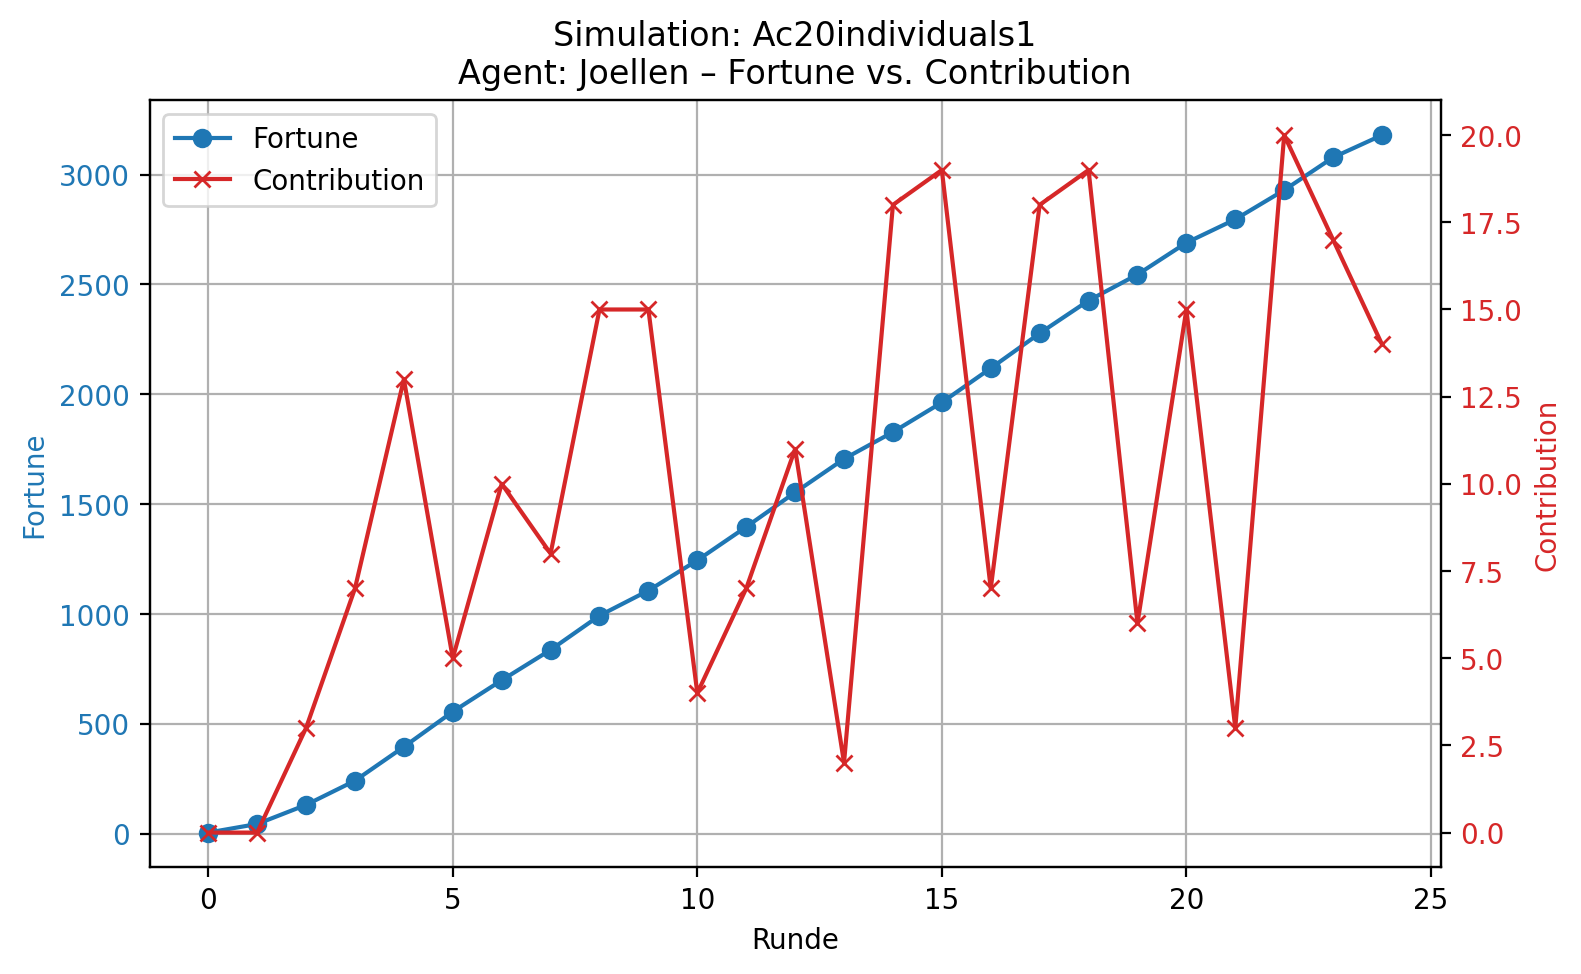 Simulation: Ac20individuals1
Agent: Joellen – Fortune vs. Contribution
Fortune
Contribution
3000
2500
2000
1500
1000
500
0
Fortune
20.0
17.5
15.0
12.5
10.0
7.5
5.0
2.5
0.0
Contribution
0 5 10 15 20 25
Runde